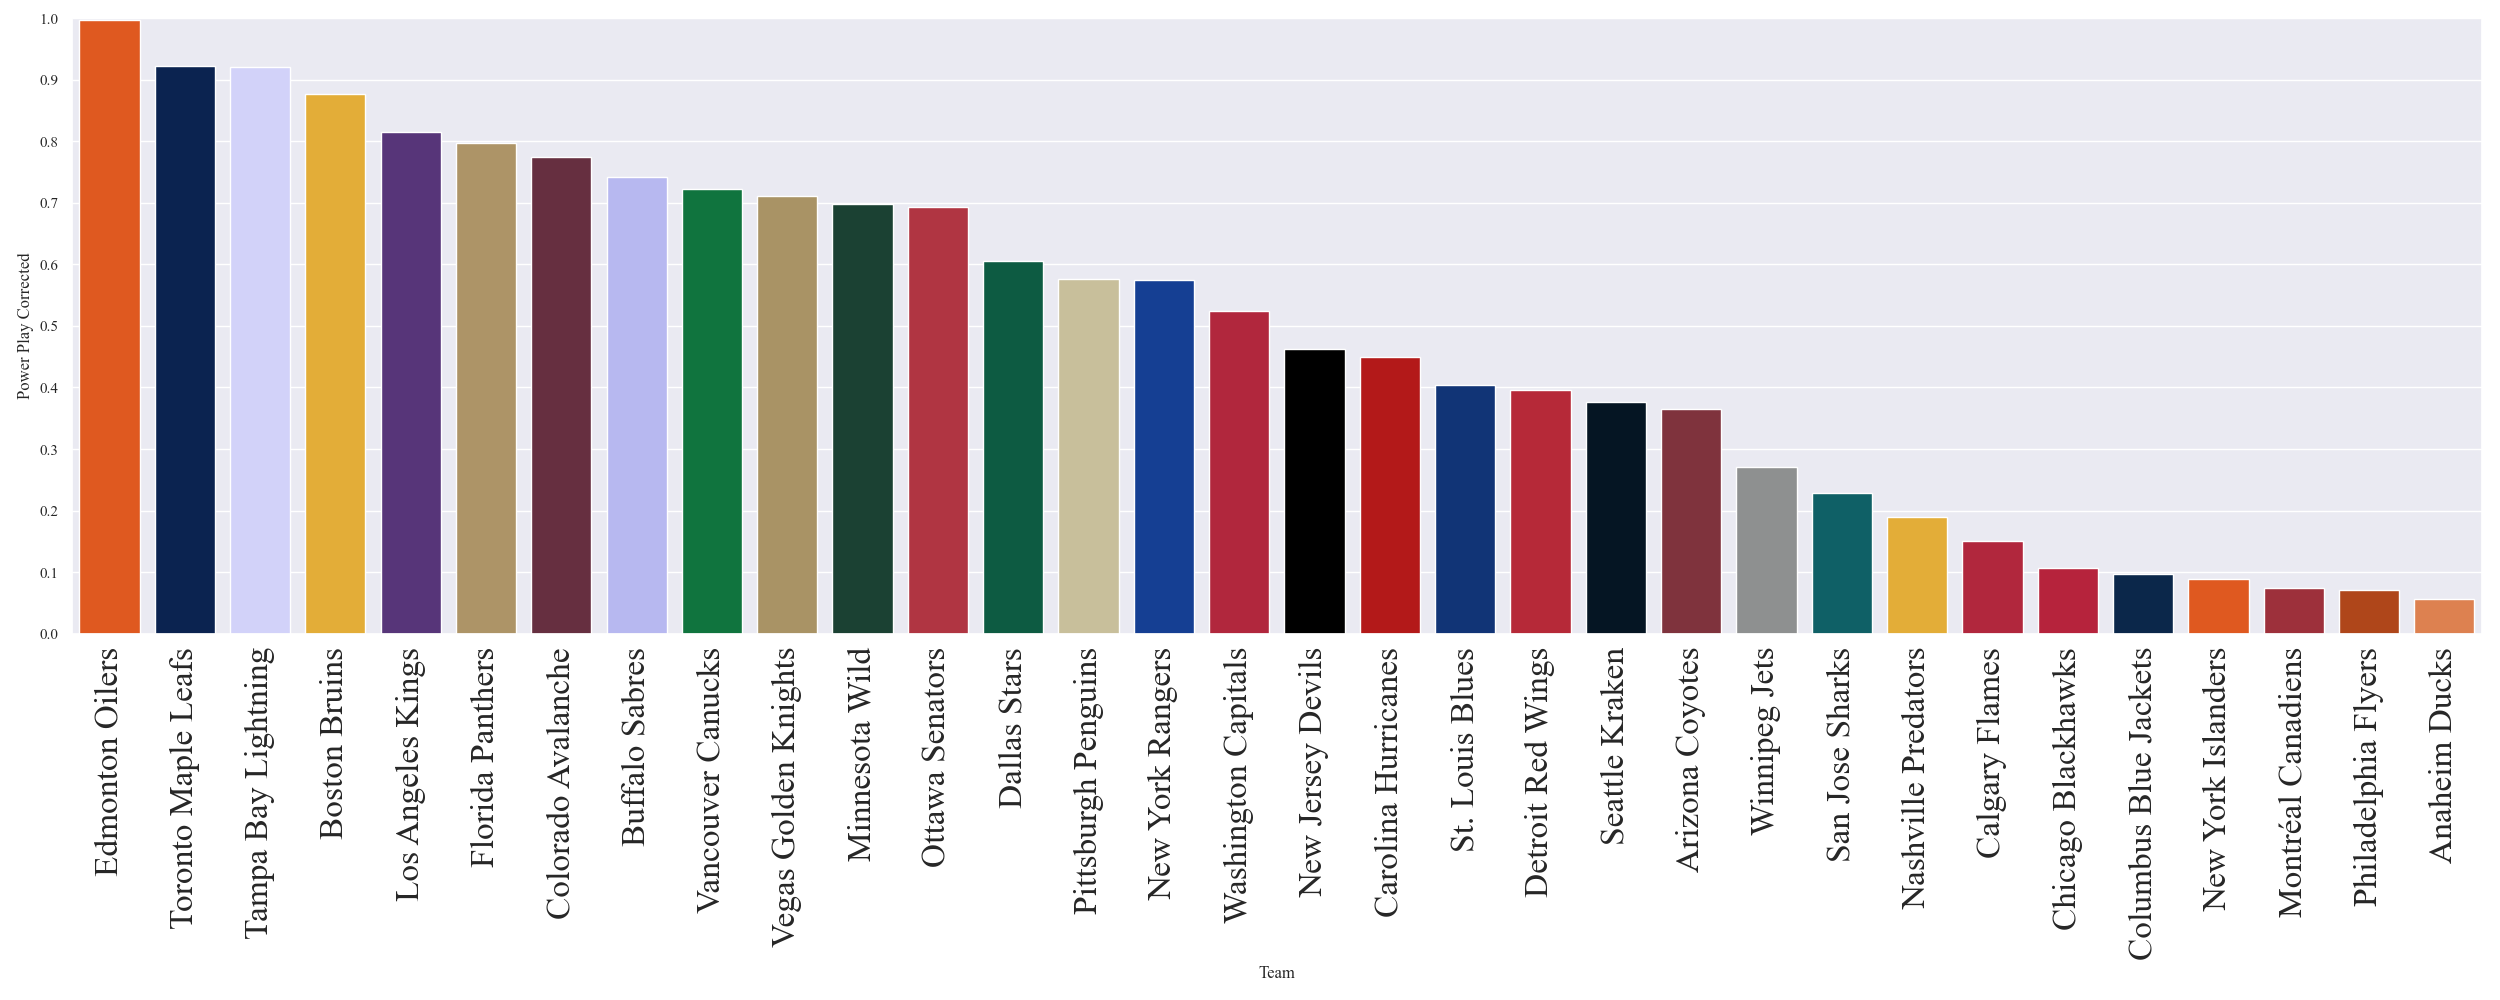 1.0
0.9
0.8
0.7
0.6
0.5
0.4
0.3
0.2
0.1
0.0
Power Play Corrected
Edmonton Oilers
Toronto Maple Leafs
Tampa Bay Lightning
Boston Bruins
Los Angeles Kings
Florida Panthers
Colorado Avalanche
Buffalo Sabres
Vancouver Canucks
Vegas Golden Knights
Minnesota Wild
Ottawa Senators
Dallas Stars
Pittsburgh Penguins
New York Rangers
Washington Capitals
New Jersey Devils
Carolina Hurricanes
St. Louis Blues
Detroit Red Wings
Seattle Kraken
Arizona Coyotes
Winnipeg Jets
San Jose Sharks
Nashville Predators
Calgary Flames
Chicago Blackhawks
Columbus Blue Jackets
New York Islanders
Montréal Canadiens
Philadelphia Flyers
Anaheim Ducks
Team